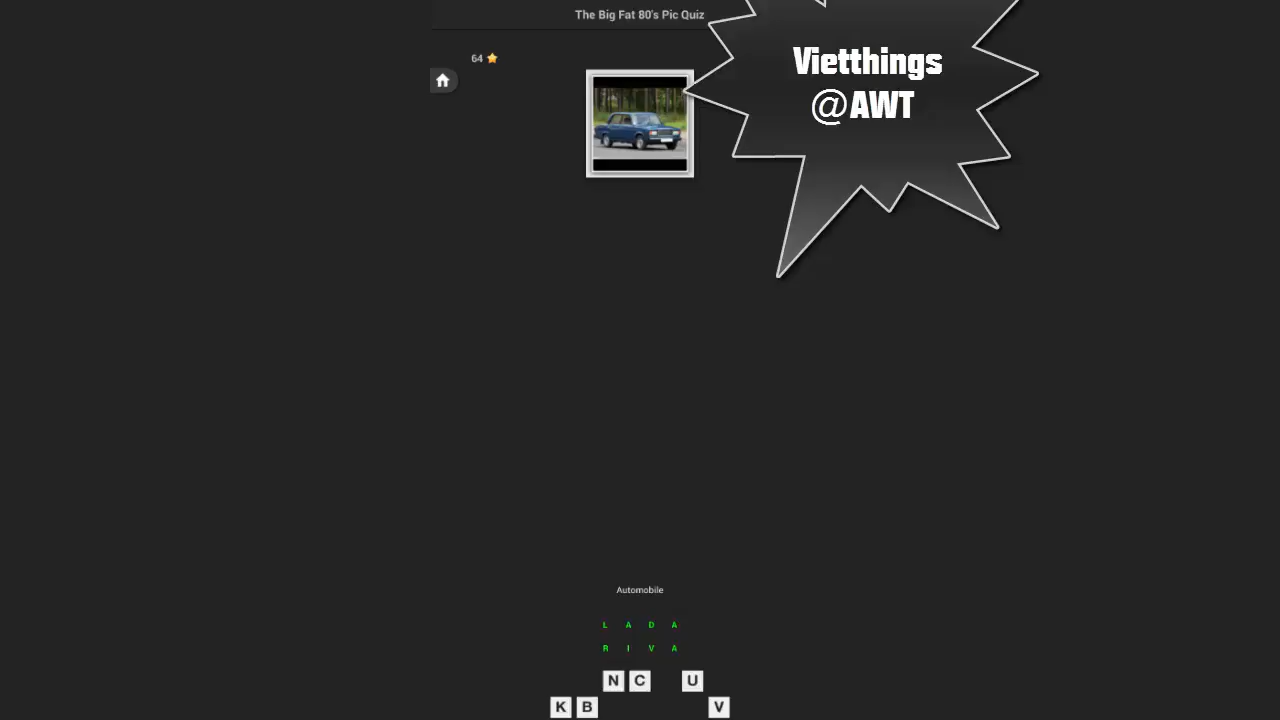 The Big Fat 80's Pic Quiz
64
Vietthings
@AWT
Automobile
L A D A
R I V A
N C U
K B V